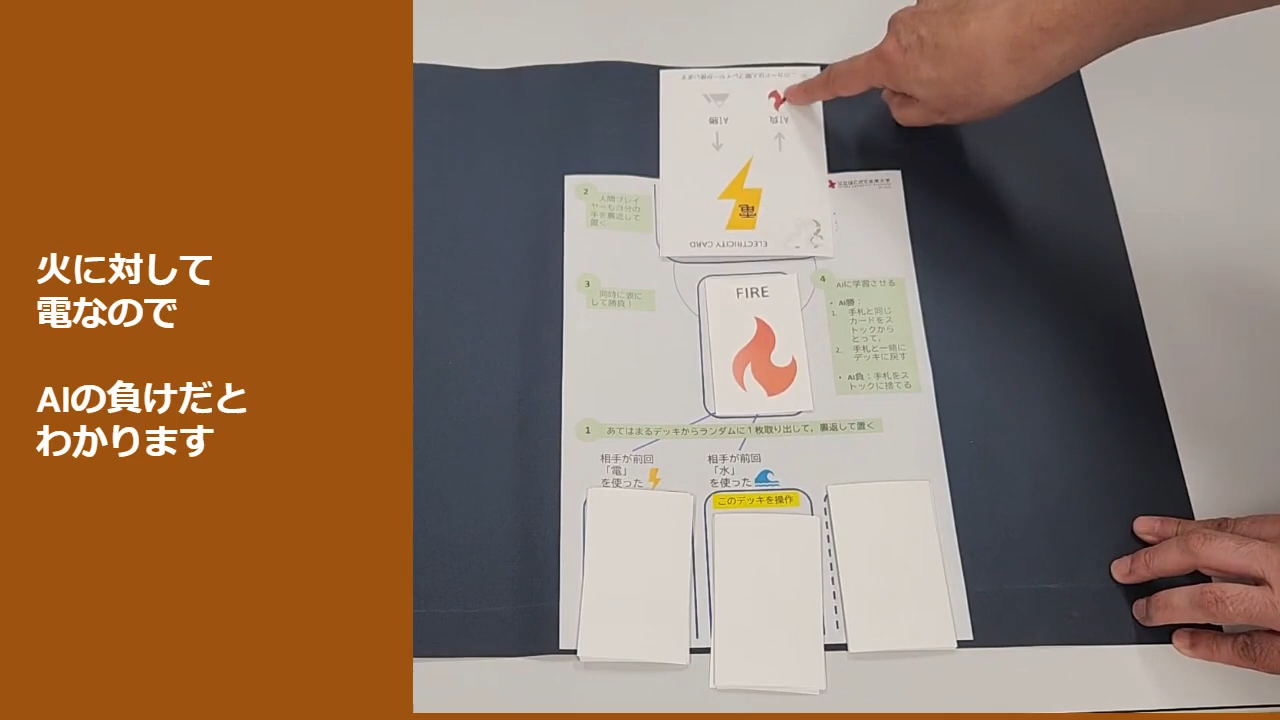 火に対して
電なので
AIの負けだと
わかります
AI勝
AI負
電
ELECTRICITY CARD
2
人間プレイ
ヤーも自分の
手を裏返して
置く
3
同時に表に
して勝負！
FIRE
4
AIに学習させる
• AI勝：
1. 手札と同じ
カードをス
トックから
とって，
2. 手札と一緒に
デッキに戻す
• AI負：手札をス
トックに捨てる
1 あてはまるデッキからランダムに１枚取り出して，裏返して置く
相手が前回
「電」
を使った
相手が前回
「水」
を使った
このデッキを操作